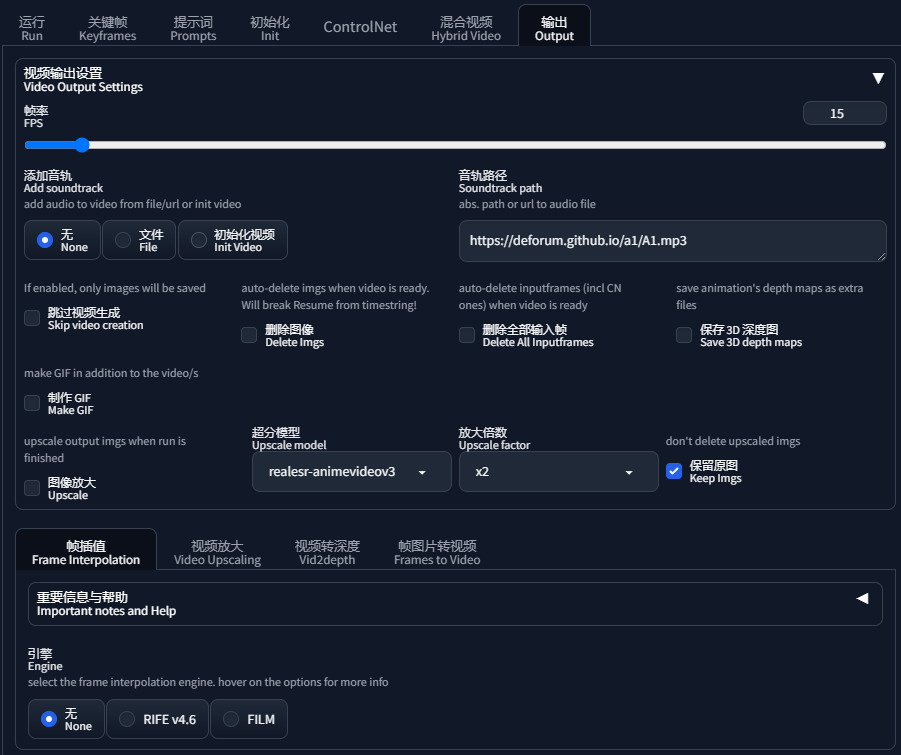 运行
Run
关键帧
Keyframes
提示词
Prompts
初始化
Init
ControlNet
混合视频
Hybrid Video
输出
Output
视频输出设置
Video Output Settings
帧率
FPS
15
添加音轨
Add soundtrack
add audio to video from file/url or init video
无
None
文件
File
初始化视频
Init Video
音轨路径
Soundtrack path
abs. path or url to audio file
https://deforum.github.io/a1/A1.mp3
If enabled, only images will be saved
跳过视频生成
Skip video creation
auto-delete imgs when video is ready.
Will break Resume from timestring!
删除图像
Delete Imgs
auto-delete inputframes (incl CN
ones) when video is ready
删除全部输入帧
Delete All Inputframes
save animation's depth maps as extra
files
保存 3D 深度图
Save 3D depth maps
make GIF in addition to the video/s
制作 GIF
Make GIF
upscale output imgs when run is
finished
图像放大
Upscale
超分模型
Upscale model
realesr-animevideov3
放大倍数
Upscale factor
x2
don't delete upscaled imgs
保留原图
Keep Imgs
帧插值
Frame Interpolation
视频放大
Video Upscaling
视频转深度
Vid2depth
帧图片转视频
Frames to Video
重要信息与帮助
Important notes and Help
引擎
Engine
select the frame interpolation engine. hover on the options for more info
无
None
RIFE v4.6
FILM